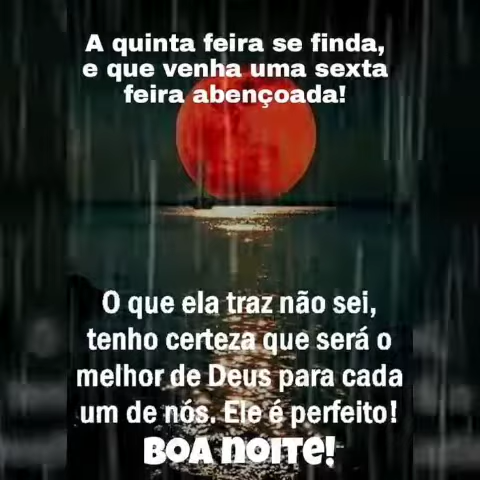 A quinta feira se finda,
e que venha uma sexta
feira abençoada!
O que ela traz não sei,
tenho certeza que será o
melhor de Deus para cada
um de nós. Ele é perfeito!
BOA NOITE!